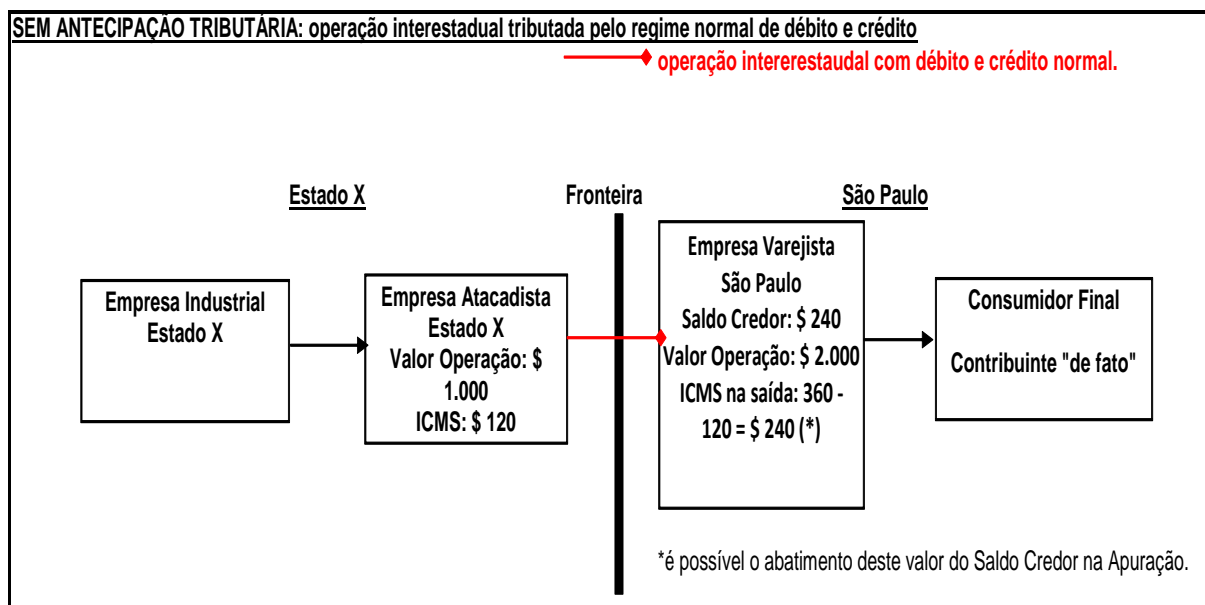 SEM ANTECIPAÇÃO TRIBUTÁRIA: operação interestadual tributada pelo regime normal de débito e crédito
operação intererestaudal com débito e crédito normal.
Estado X
Fronteira
São Paulo
Empresa Industrial
Estado X
Empresa Atacadista
Estado X
Valor Operação: $
1.000
ICMS: $ 120
Empresa Varejista
São Paulo
Saldo Credor: $ 240
Valor Operação: $ 2.000
ICMS na saída: 360 -
120 = $ 240 (*)
Consumidor Final
Contribuinte "de fato"
*é possível o abatimento deste valor do Saldo Credor na Apuração.